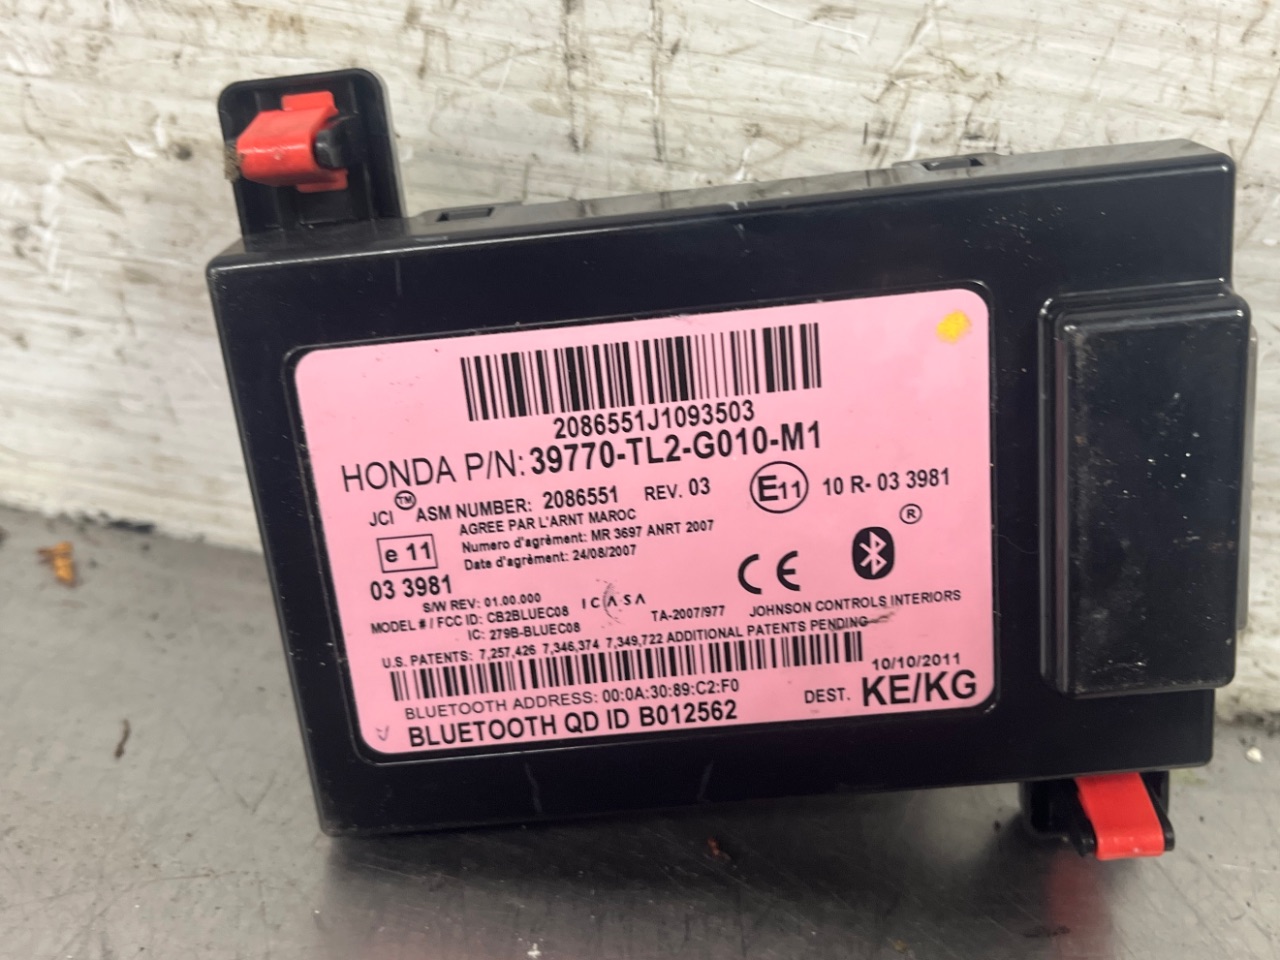 2086551J1093503
HONDA P/N: 39770-TL2-G010-M1
JCI™ ASM NUMBER: 2086551 REV. 03
E11 10 R- 03 3981
AGREE PAR L'ARNT MAROC
Numero d'agrèment: MR 3697 ANRT 2007
Date d'agrèment: 24/08/2007
e 11
03 3981
®
CE
S/W REV: 01.00.000
MODEL # / FCC ID: CB2BLUEC08
IC: 279B-BLUEC08
ICASA
TA-2007/977
JOHNSON CONTROLS INTERIORS
U.S. PATENTS: 7,257,426 7,346,374 7,349,722 ADDITIONAL PATENTS PENDING
10/10/2011
BLUETOOTH ADDRESS: 00:0A:30:89:C2:F0
DEST. KE/KG
BLUETOOTH QD ID B012562